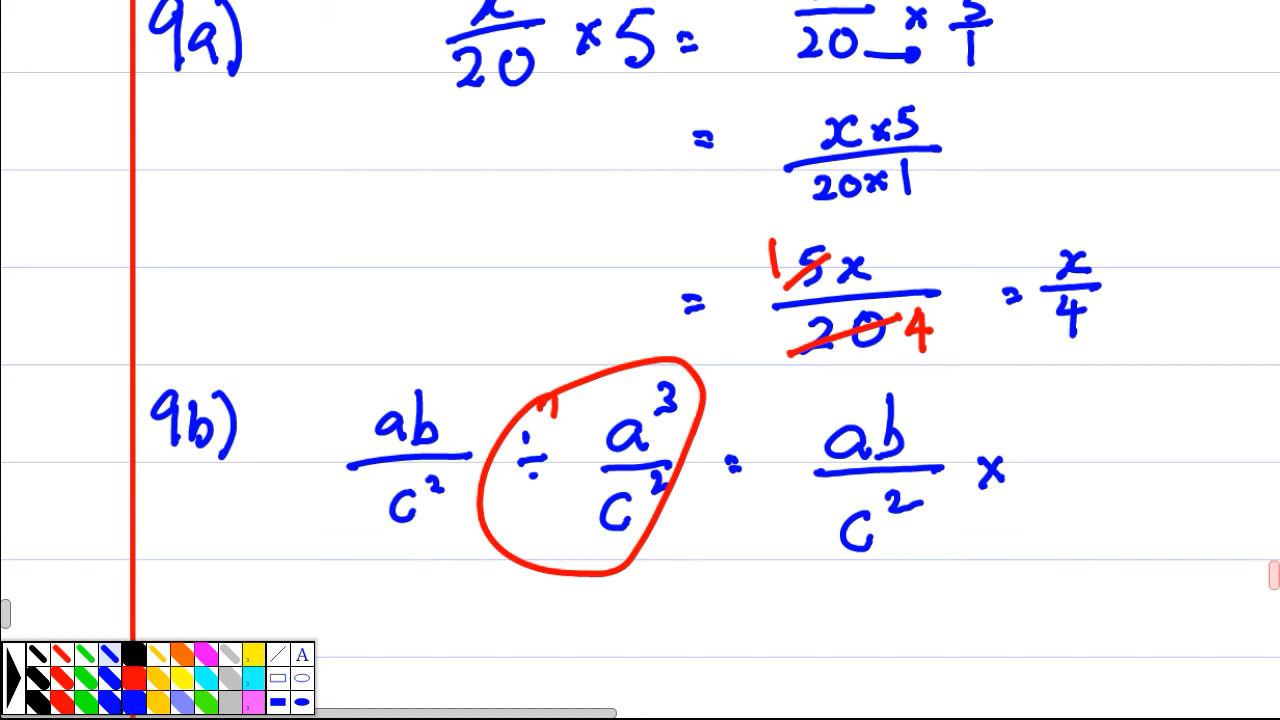 9a) x/20 × 5 = /20 × 5/1
= x × 5/20 × 1
= 1 5x/20 4 = x/4
9b) ab/c² ÷ a³/c² = ab/c² ×
A